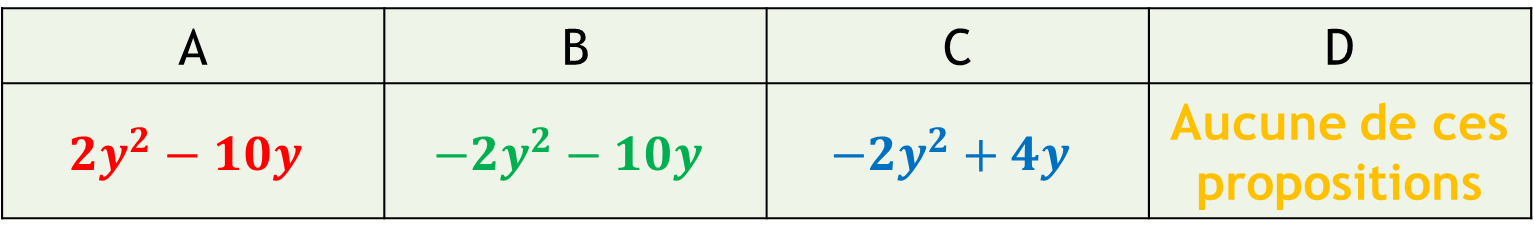 A B C D
2y² − 10y −2y² − 10y −2y² + 4y Aucune de ces
propositions